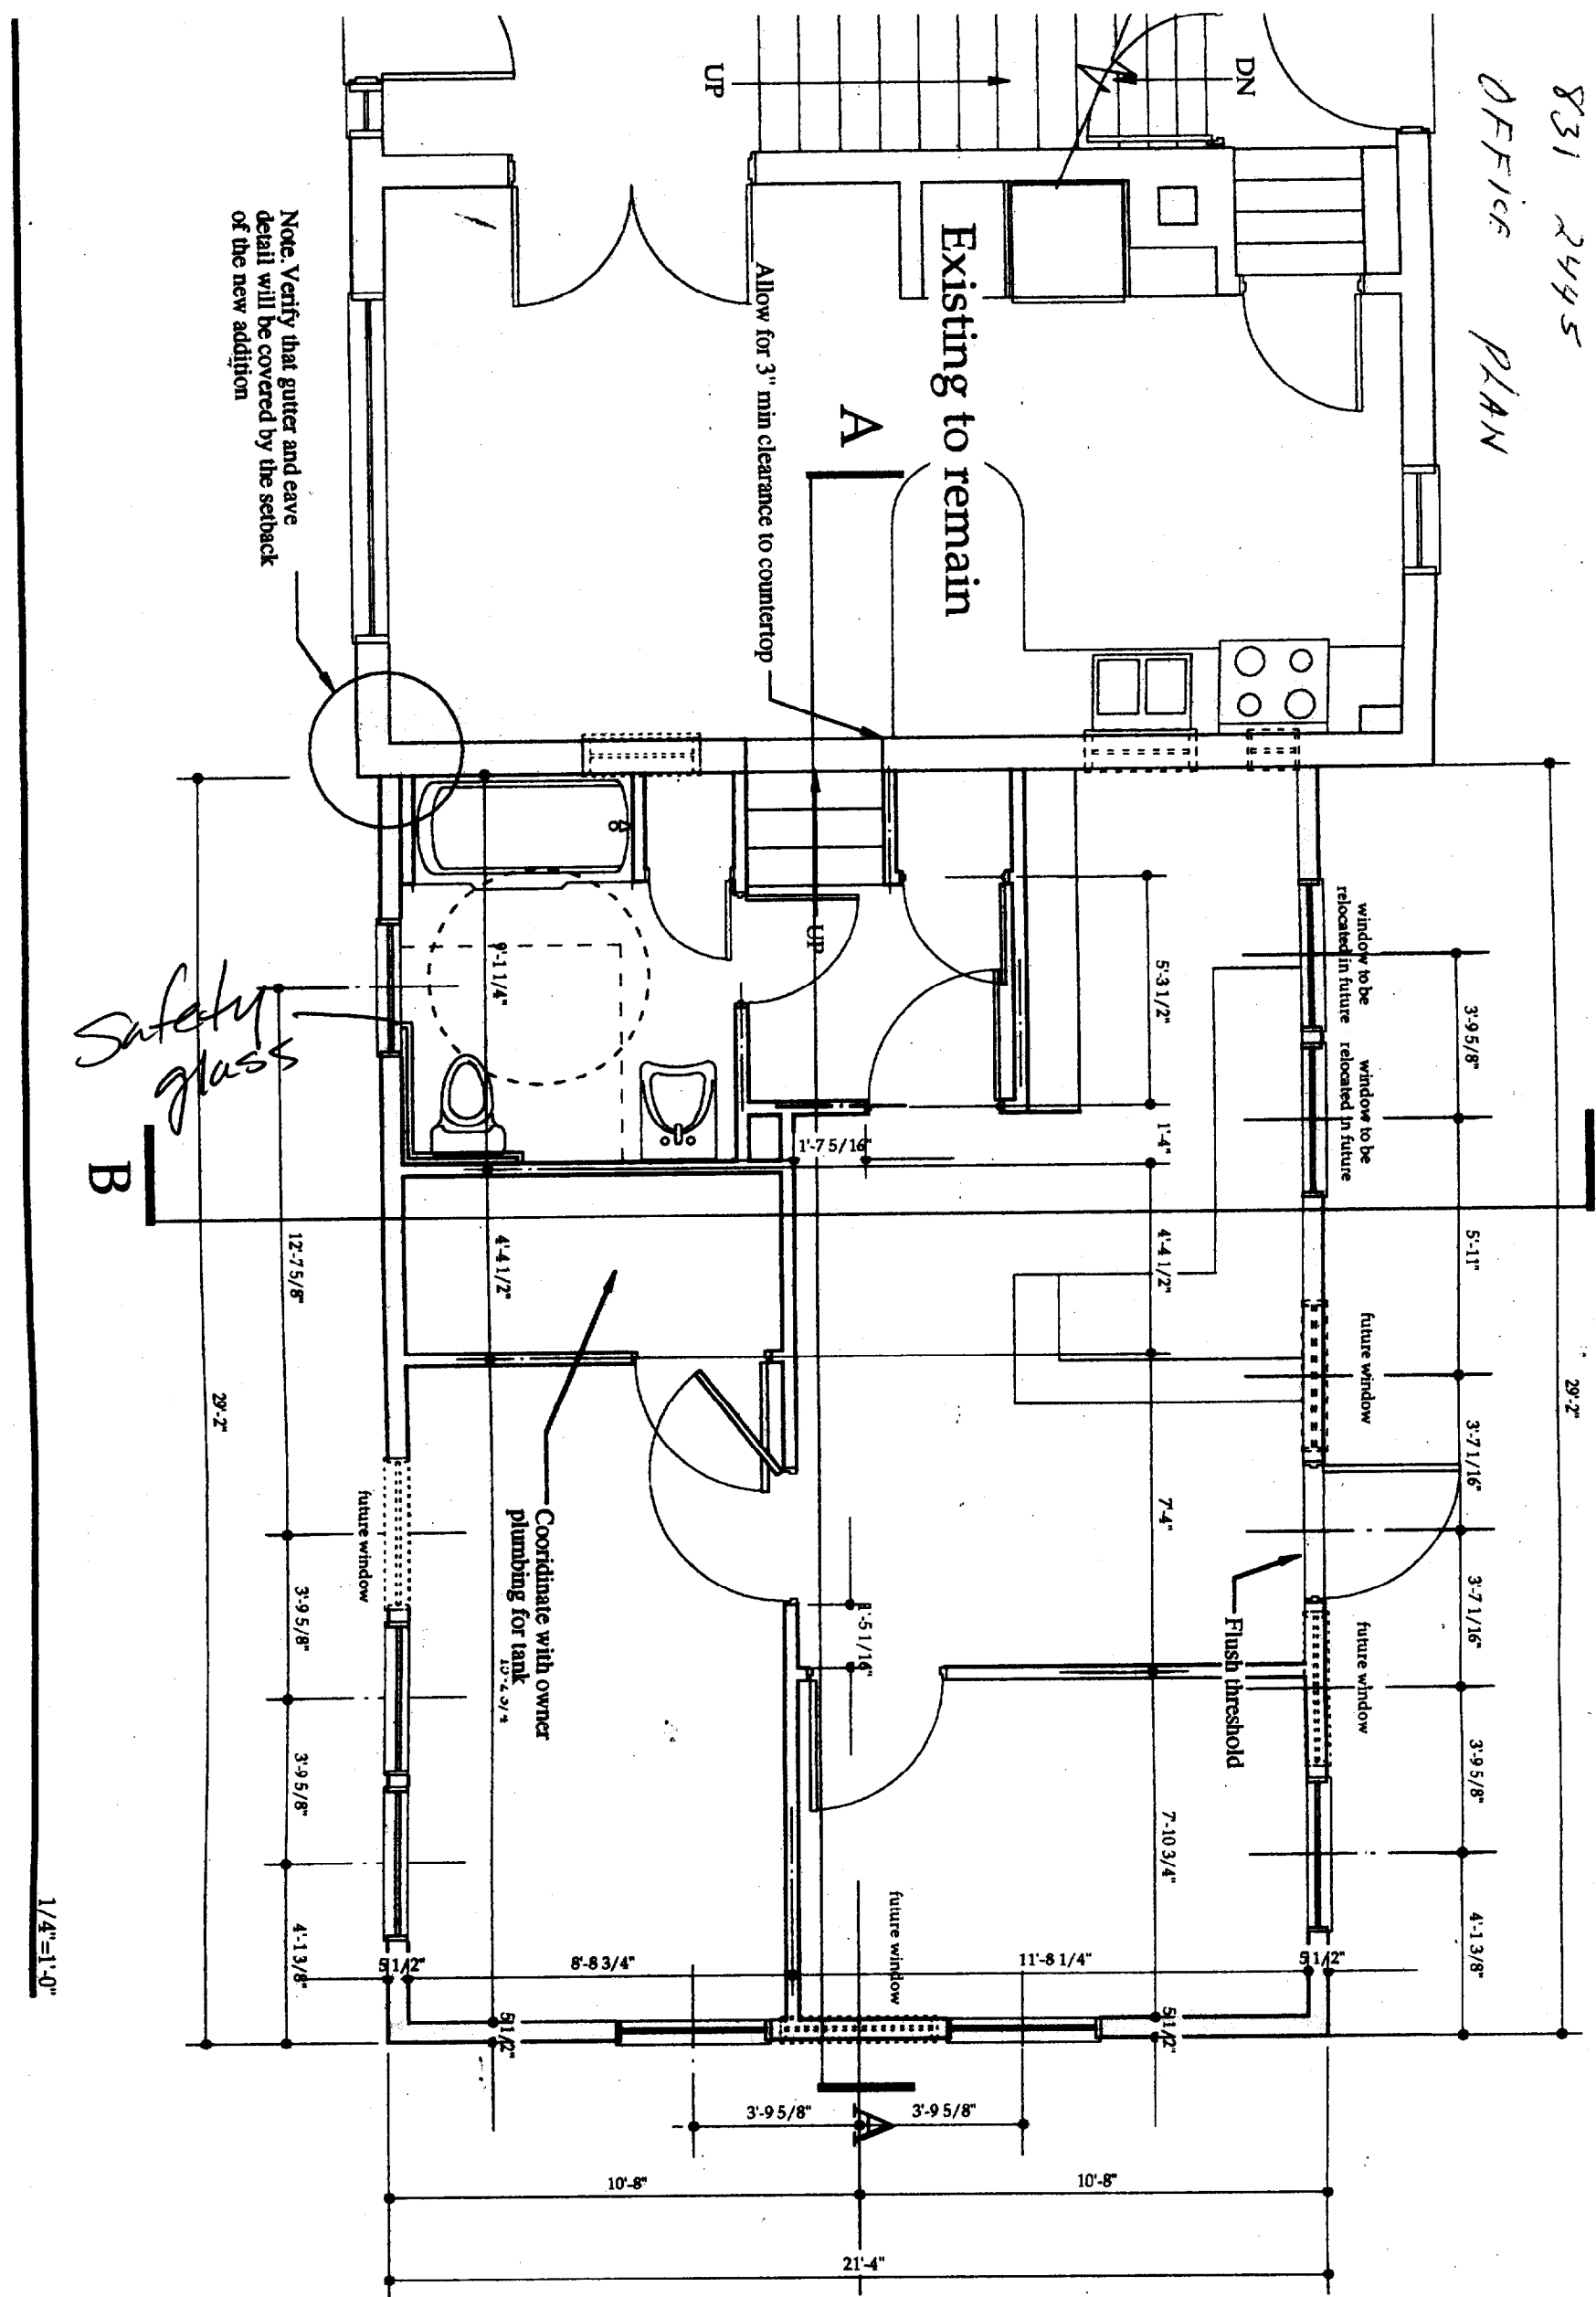 831 2445
OFFICE PLAN
DN
UP
Existing to remain
A
Allow for 3" min clearance to countertop
Note. Verify that gutter and eave
detail will be covered by the setback
of the new addition
29'-2"
3'-9 5/8"
5'-11"
3'-7 1/16"
3'-7 1/16"
3'-9 5/8"
4'-1 3/8"
window to be
relocated in future
window to be
relocated in future
future window
future window
Flush threshold
5'-3 1/2"
1'-4"
4'-4 1/2"
7'-4"
7'-10 3/4"
5 1/2"
UP
1'-7 5/16"
5 1/16"
future window
9'-1 1/4"
4'-4 1/2"
Cooridinate with owner
plumbing for tank
5 1/2"
5 1/2"
8'-8 3/4"
11'-8 1/4"
5 1/2"
Safety
glass
B
future window
12'-7 5/8"
3'-9 5/8"
3'-9 5/8"
4'-1 3/8"
29'-2"
3'-9 5/8"
3'-9 5/8"
A
10'-8"
10'-8"
21'-4"
1/4"=1'-0"